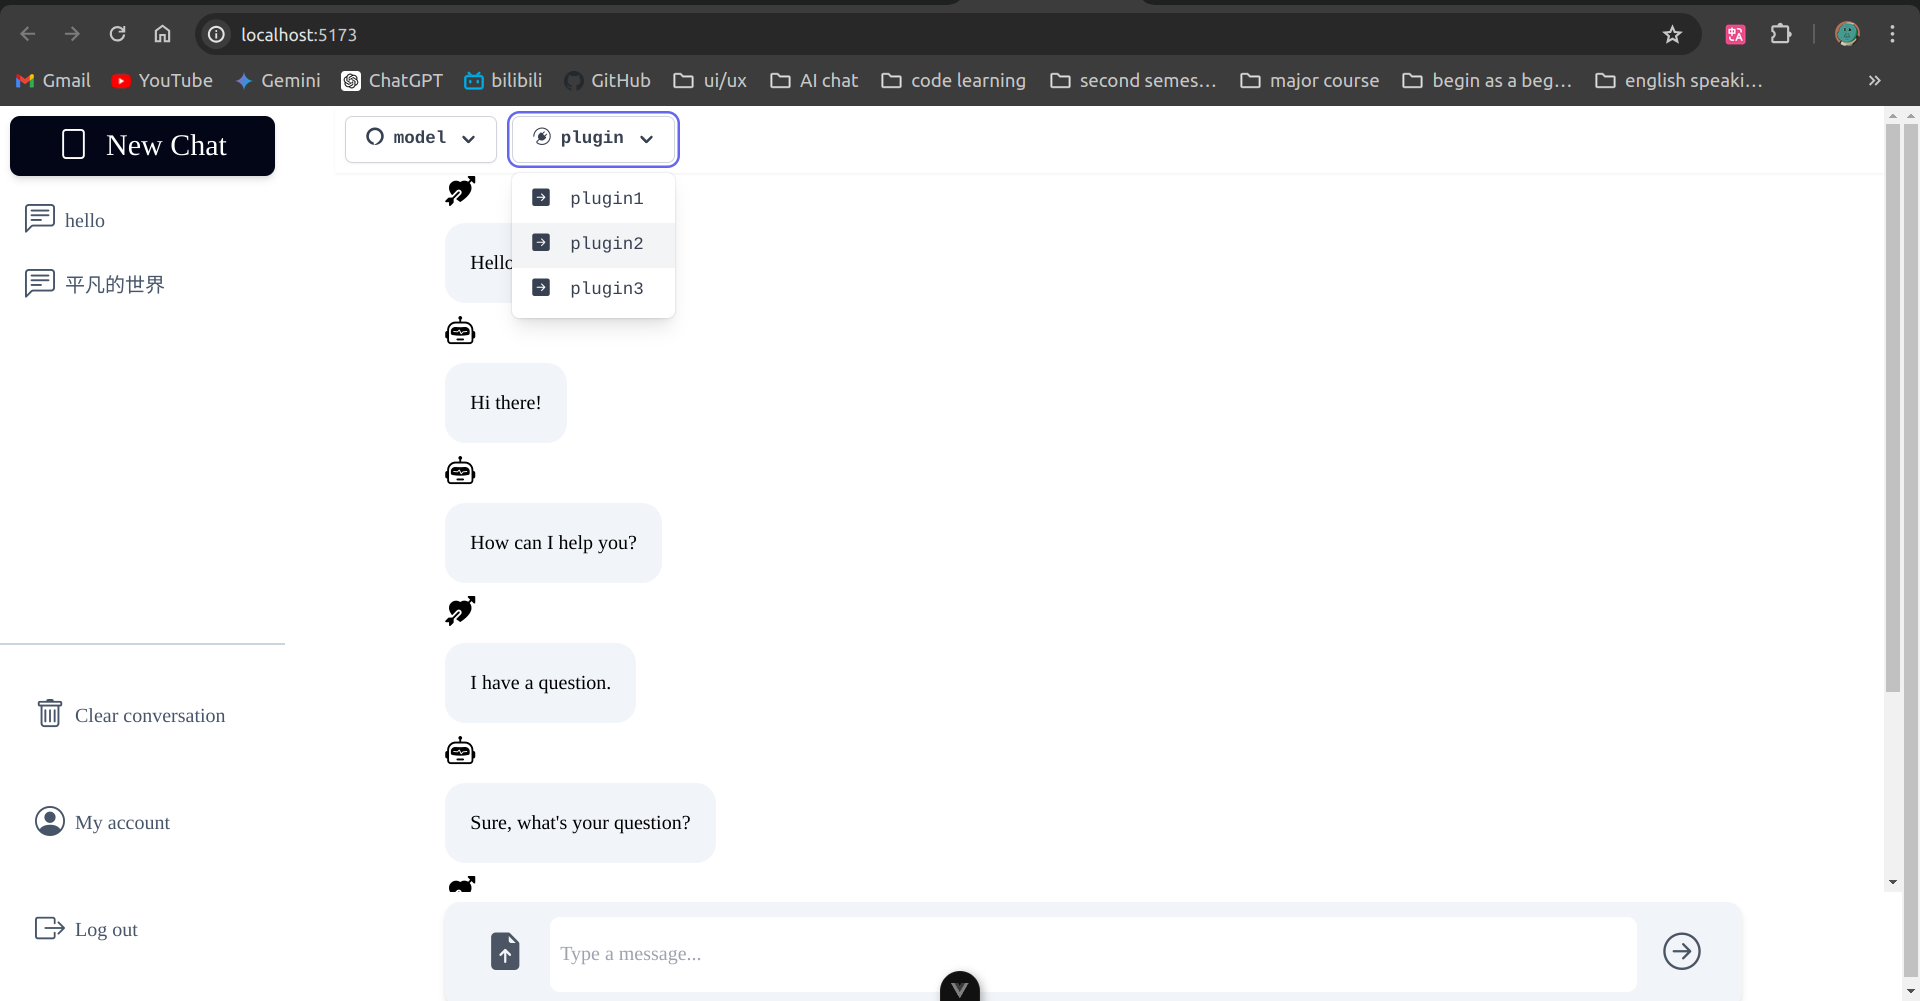 localhost:5173
Gmail YouTube Gemini ChatGPT bilibili GitHub ui/ux AI chat code learning second semes... major course begin as a beg... english speaki...
New Chat
hello
平凡的世界
Clear conversation
My account
Log out
model plugin
plugin1
plugin2
plugin3
Hello
Hi there!
How can I help you?
I have a question.
Sure, what's your question?
Type a message...